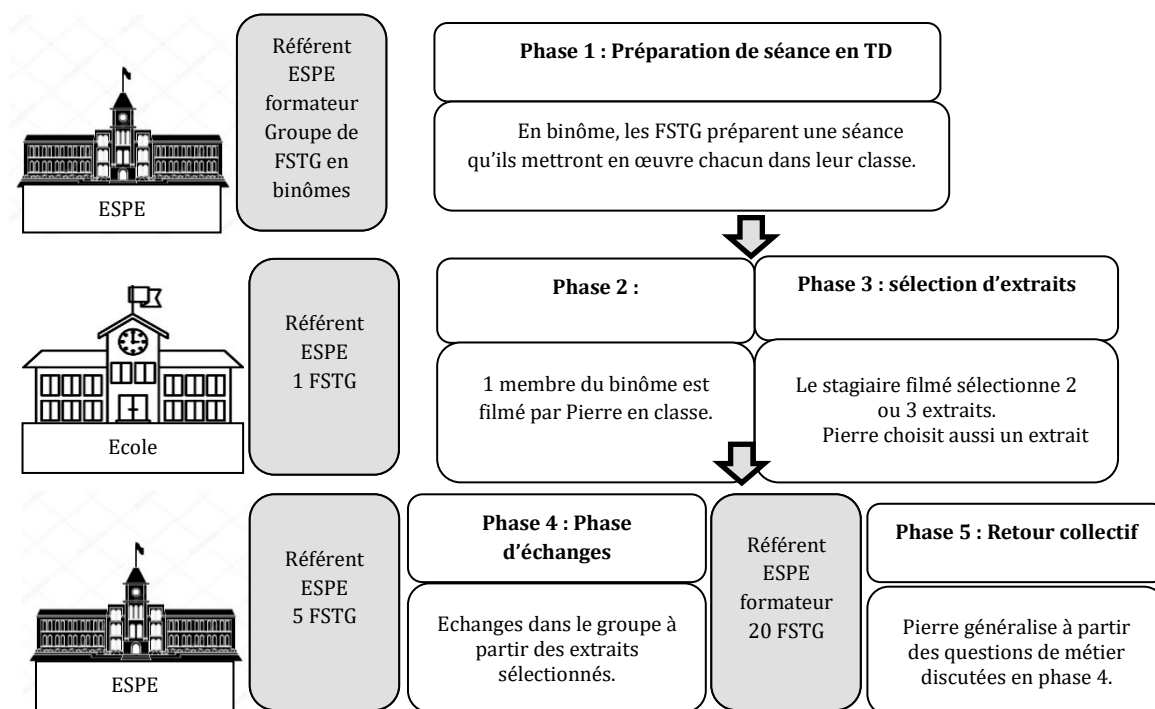 Référent
ESPE
formateur
Groupe de
FSTG en
binômes
Phase 1 : Préparation de séance en TD
En binôme, les FSTG préparent une séance
qu’ils mettront en œuvre chacun dans leur classe.
ESPE
Référent
ESPE
1 FSTG
Phase 2 :
1 membre du binôme est
filmé par Pierre en classe.
Phase 3 : sélection d’extraits
Le stagiaire filmé sélectionne 2
ou 3 extraits.
Pierre choisit aussi un extrait
Ecole
Référent
ESPE
5 FSTG
Phase 4 : Phase
d’échanges
Echanges dans le groupe à
partir des extraits
sélectionnés.
Référent
ESPE
formateur
20 FSTG
Phase 5 : Retour collectif
Pierre généralise à partir
des questions de métier
discutées en phase 4.
ESPE